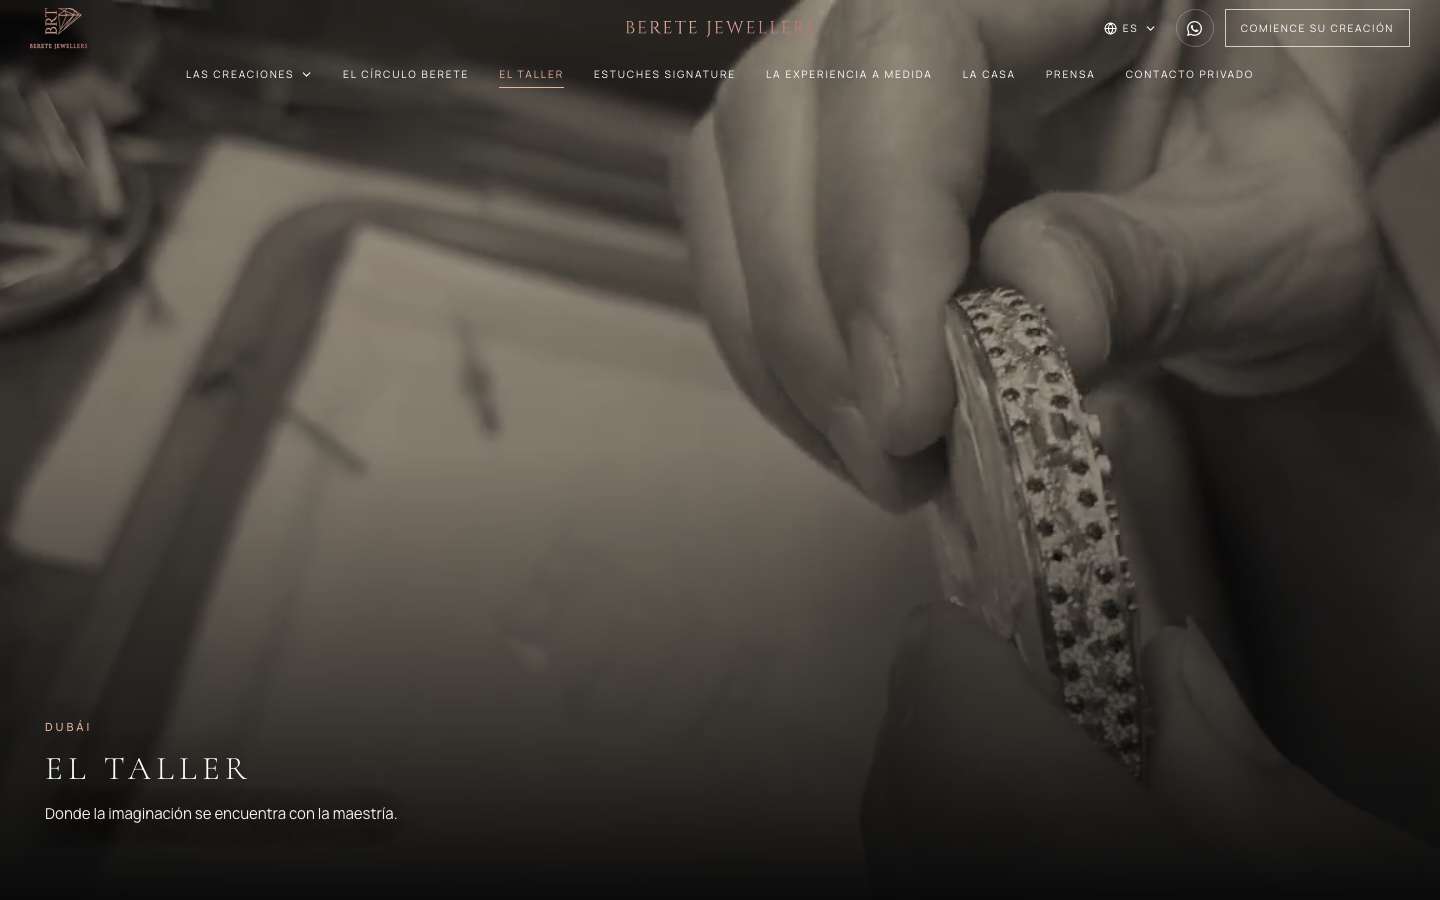 BRT
BERETE JEWELLERS
BERETE JEWELLERS
ES
COMIENCE SU CREACIÓN
LAS CREACIONES
EL CÍRCULO BERETE
EL TALLER
ESTUCHES SIGNATURE
LA EXPERIENCIA A MEDIDA
LA CASA
PRENSA
CONTACTO PRIVADO
DUBÁI
EL TALLER
Donde la imaginación se encuentra con la maestría.